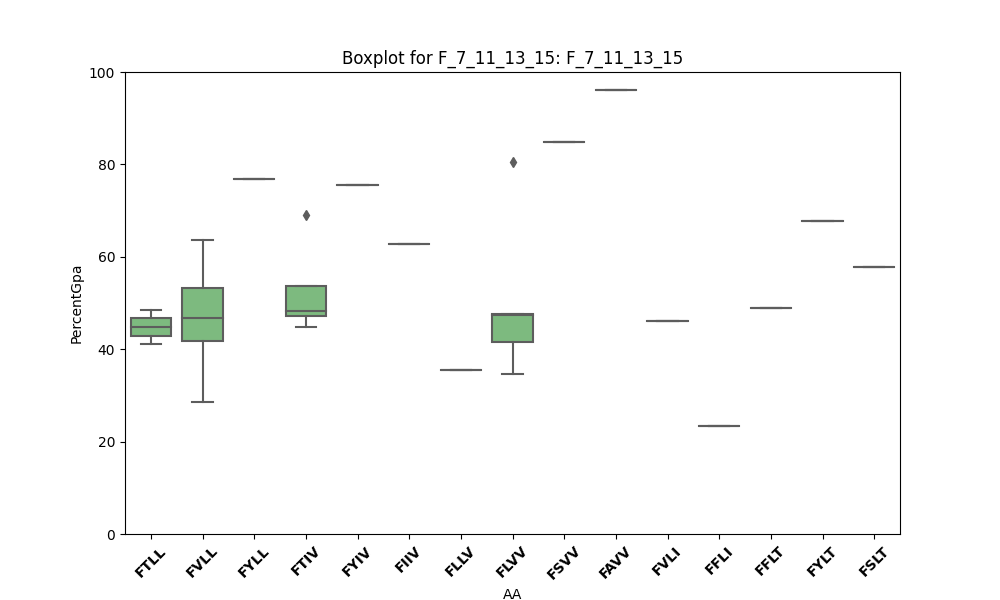 Boxplot for F_7_11_13_15: F_7_11_13_15
100
80
60
40
20
0
PercentGpa
FTLL FVLL FYLL FTIV FYIV FIIV FLLV FLVV FSVV FAVV FVLI FFLI FFLT FYLT FSLT
AA